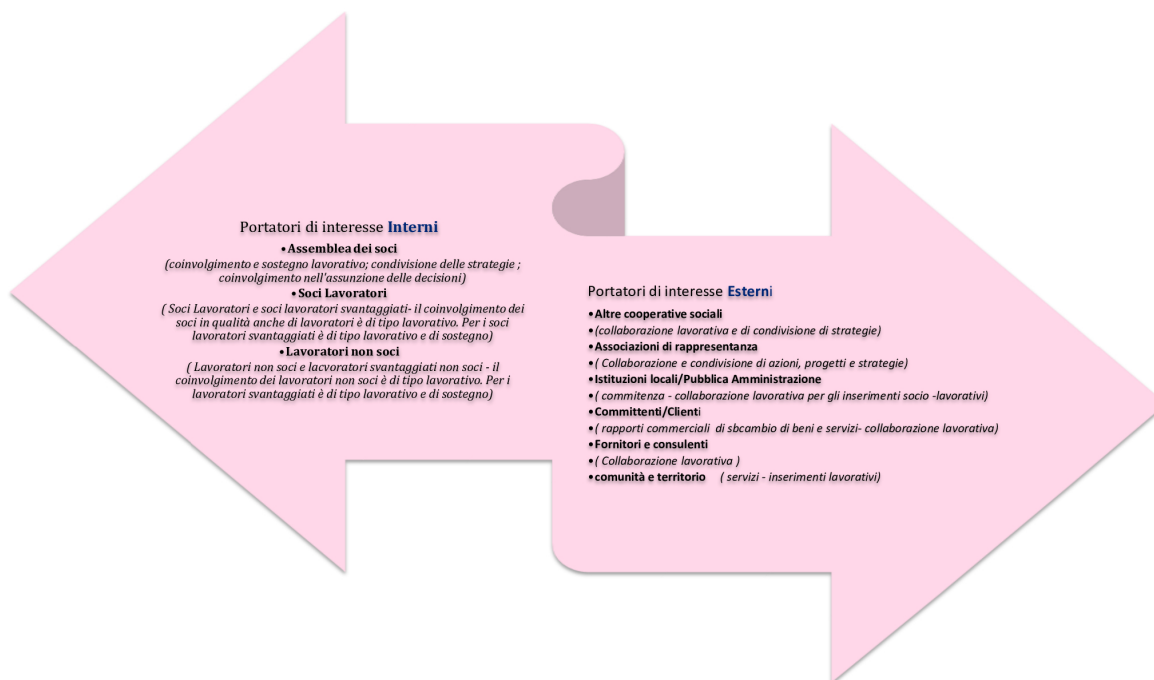 Portatori di interesse Interni
•Assemblea dei soci
(coinvolgimento e sostegno lavorativo; condivisione delle strategie ;
coinvolgimento nell'assunzione delle decisioni)
•Soci Lavoratori
( Soci Lavoratori e soci lavoratori svantaggiati- il coinvolgimento dei
soci in qualità anche di lavoratori è di tipo lavorativo. Per i soci
lavoratori svantaggiati è di tipo lavorativo e di sostegno)
•Lavoratori non soci
( Lavoratori non soci e lacvoratori svantaggiati non soci - il
coinvolgimento dei lavoratori non soci è di tipo lavorativo. Per i
lavoratori svantaggiati è di tipo lavorativo e di sostegno)
Portatori di interesse Esterni
•Altre cooperative sociali
•(collaborazione lavorativa e di condivisione di strategie)
•Associazioni di rappresentanza
•( Collaborazione e condivisione di azioni, progetti e strategie)
•Istituzioni locali/Pubblica Amministrazione
•( commitenza - collaborazione lavorativa per gli inserimenti socio -lavorativi)
•Committenti/Clienti
•( rapporti commerciali di sbcambio di beni e servizi- collaborazione lavorativa)
•Fornitori e consulenti
•( Collaborazione lavorativa )
•comunità e territorio ( servizi - inserimenti lavorativi)